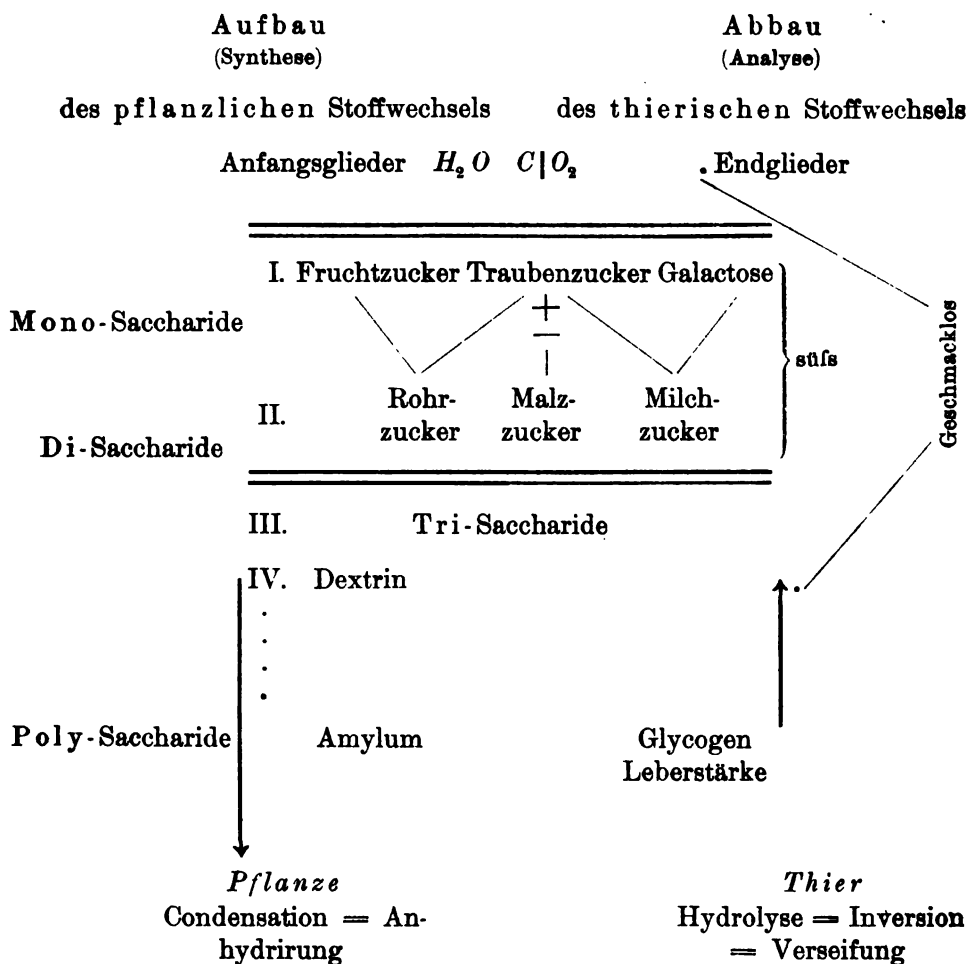 Aufbau Abbau
(Synthese) (Analyse)
des pflanzlichen Stoffwechsels des thierischen Stoffwechsels
Anfangsglieder H₂O C|O₂ . Endglieder
I. Fruchtzucker Traubenzucker Galactose
Mono-Saccharide
+
−
süſs
Geschmacklos
II. Rohr- Malz- Milch-
zucker zucker zucker
Di-Saccharide
III. Tri-Saccharide
IV. Dextrin
Poly-Saccharide Amylum Glycogen
Leberstärke
Pflanze Thier
Condensation = An- Hydrolyse = Inversion
hydrirung = Verseifung